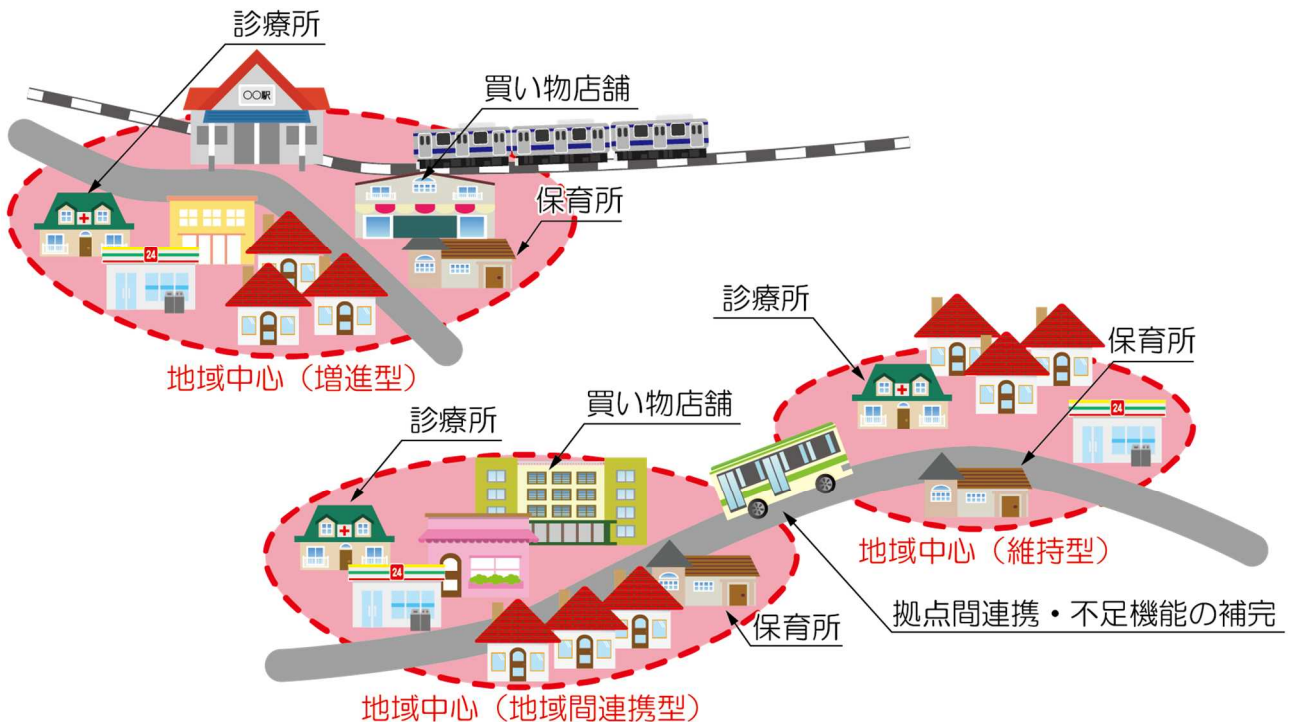 診療所
〇〇駅
買い物店舗
保育所
24
地域中心（増進型）
診療所
保育所
24
地域中心（維持型）
買い物店舗
診療所
24
保育所
拠点間連携・不足機能の補完
地域中心（地域間連携型）